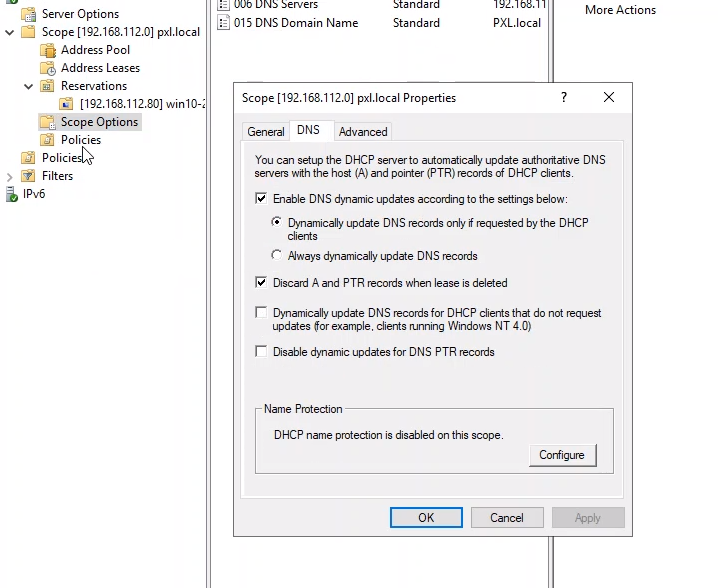 Server Options
Scope [192.168.112.0] pxl.local
Address Pool
Address Leases
Reservations
[192.168.112.80] win10-2
Scope Options
Policies
Policies
Filters
IPv6
006 DNS Servers Standard 192.168.11
015 DNS Domain Name Standard PXL.local
More Actions
Scope [192.168.112.0] pxl.local Properties ?
General DNS Advanced
You can setup the DHCP server to automatically update authoritative DNS
servers with the host (A) and pointer (PTR) records of DHCP clients.
Enable DNS dynamic updates according to the settings below:
Dynamically update DNS records only if requested by the DHCP
clients
Always dynamically update DNS records
Discard A and PTR records when lease is deleted
Dynamically update DNS records for DHCP clients that do not request
updates (for example, clients running Windows NT 4.0)
Disable dynamic updates for DNS PTR records
Name Protection
DHCP name protection is disabled on this scope.
Configure
OK Cancel Apply